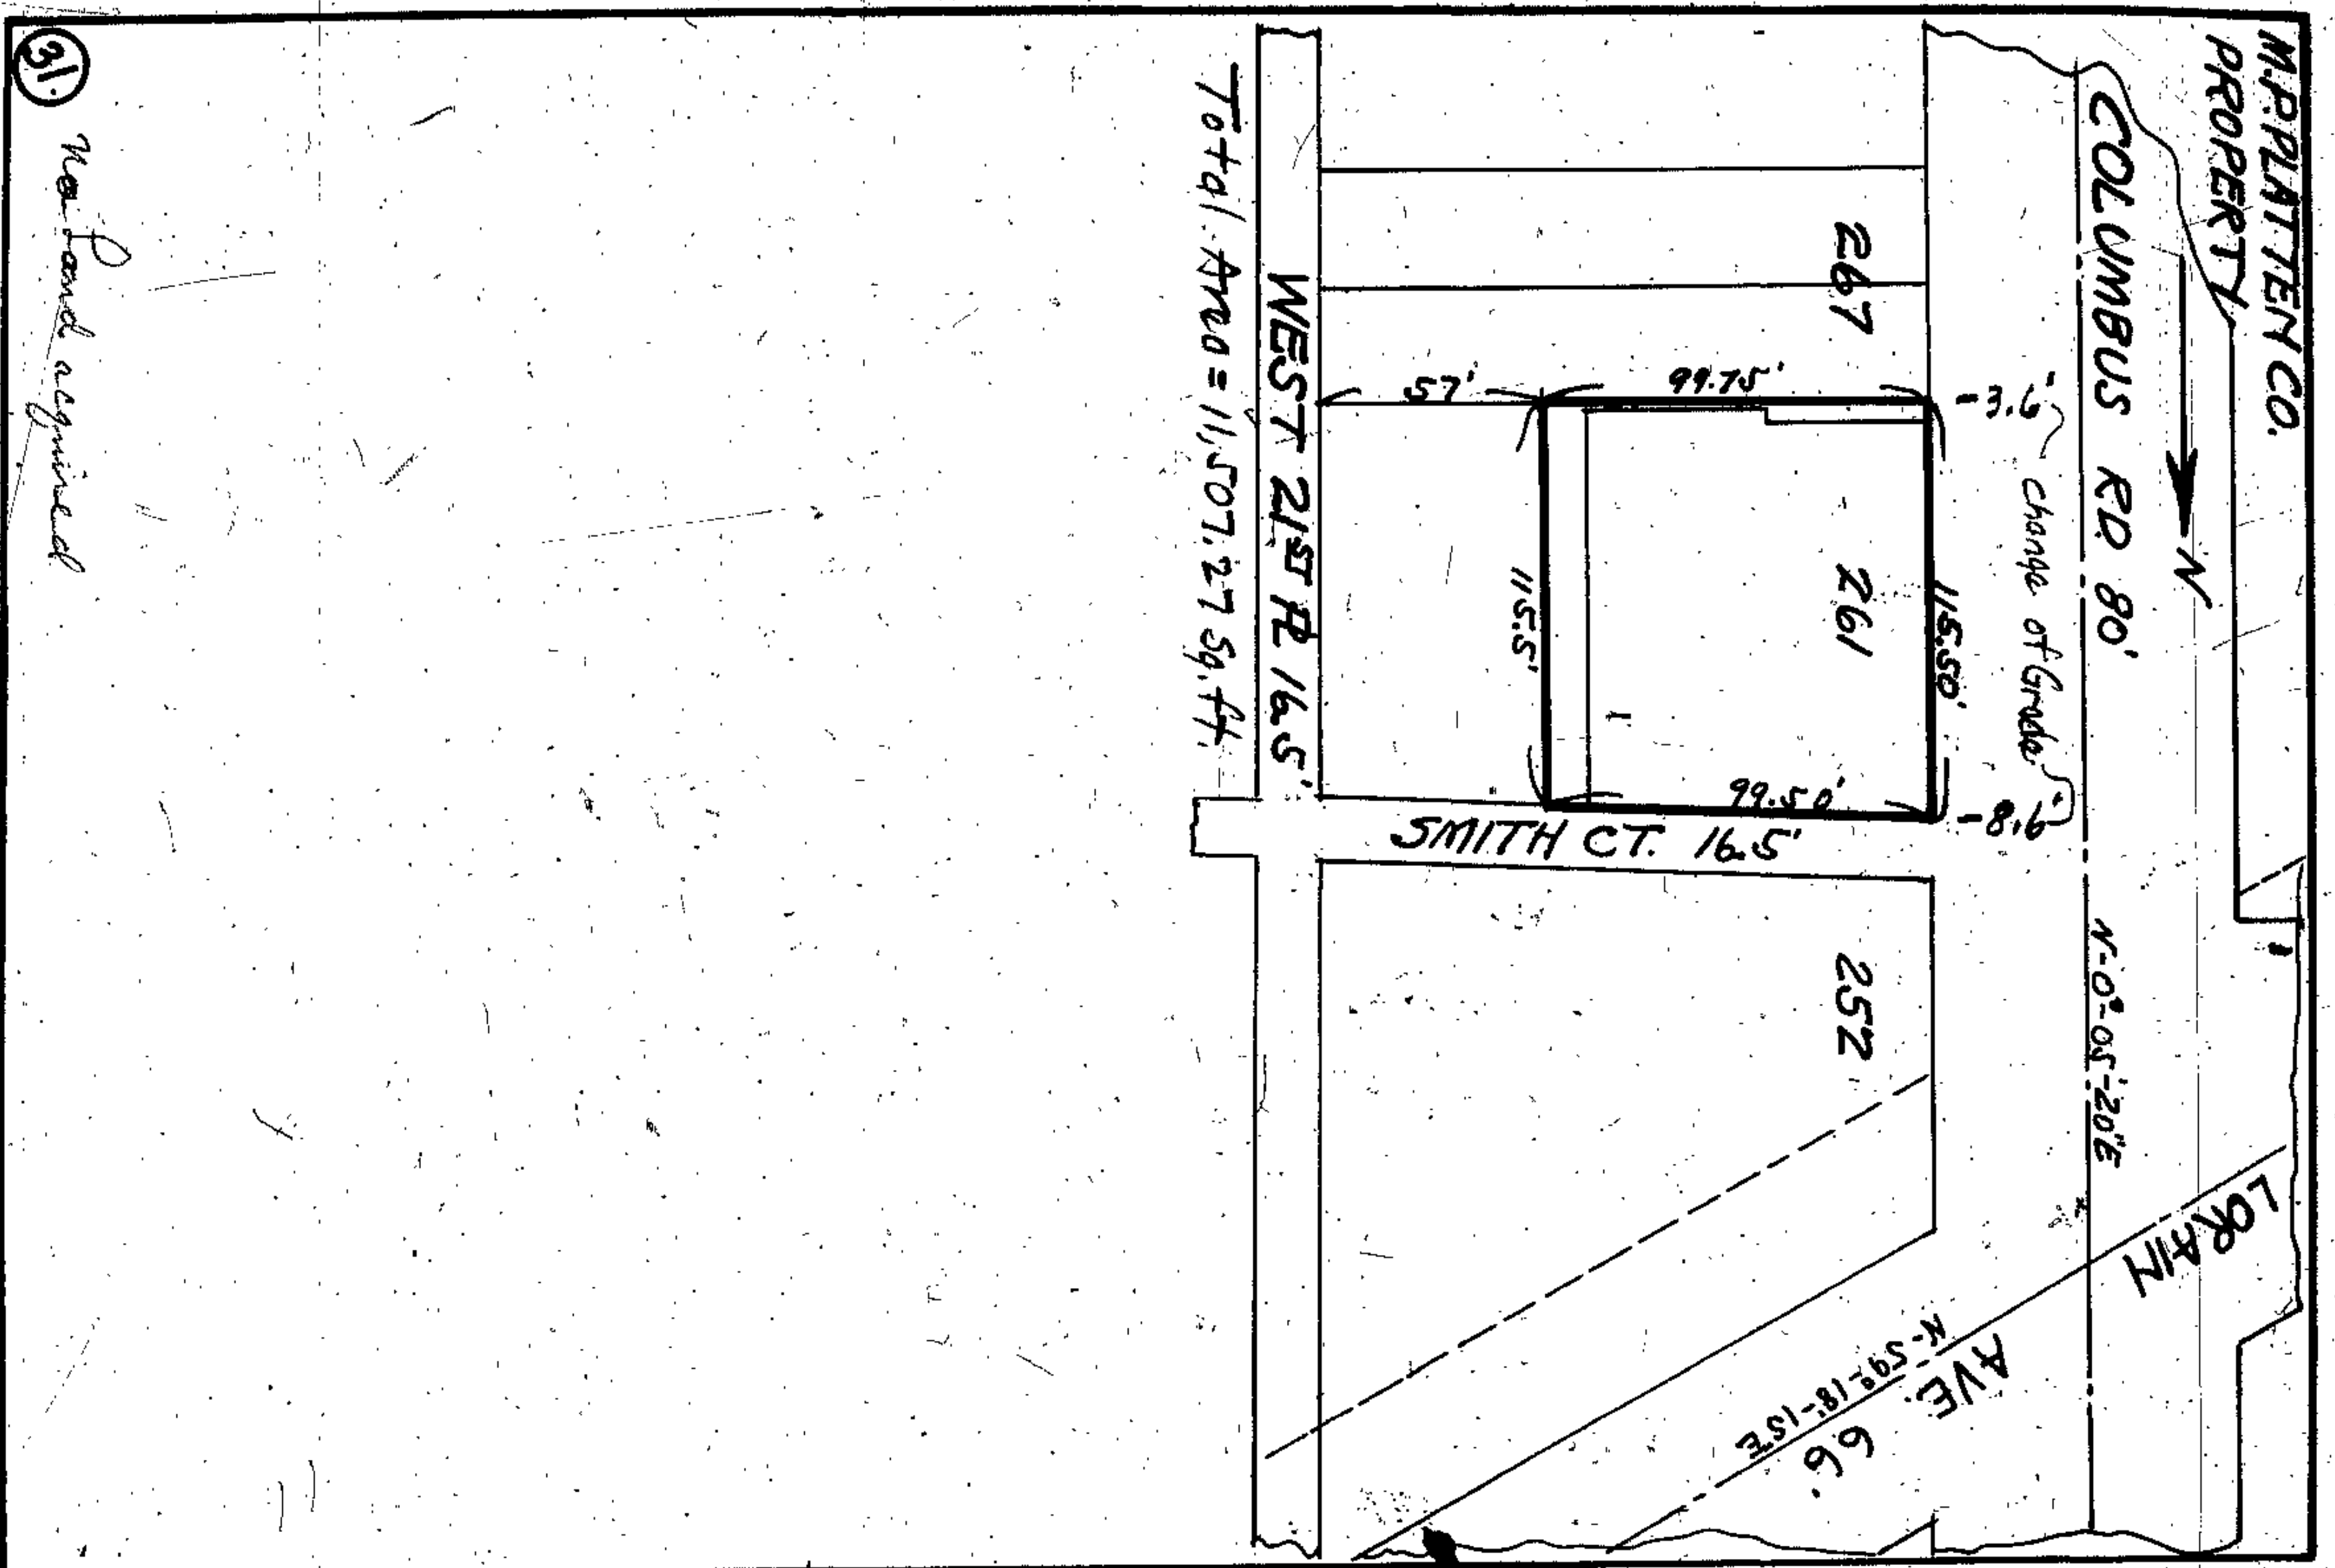 M.P.PLATTEN CO.
PROPERTY
N
COLUMBUS RD 80'
N-0°-05'-20"E
-3.6'
change of Grade
-8.6'
115.50'
267
261
252
99.75'
57'
99.50'
115.5'
SMITH CT. 16.5'
LORAIN
AVE. 66'
N-59°-18'-15"E
WEST 21ST Pl. 16.5'
Total Area = 11,507.27 Sq. ft.
31.
No Land acquired